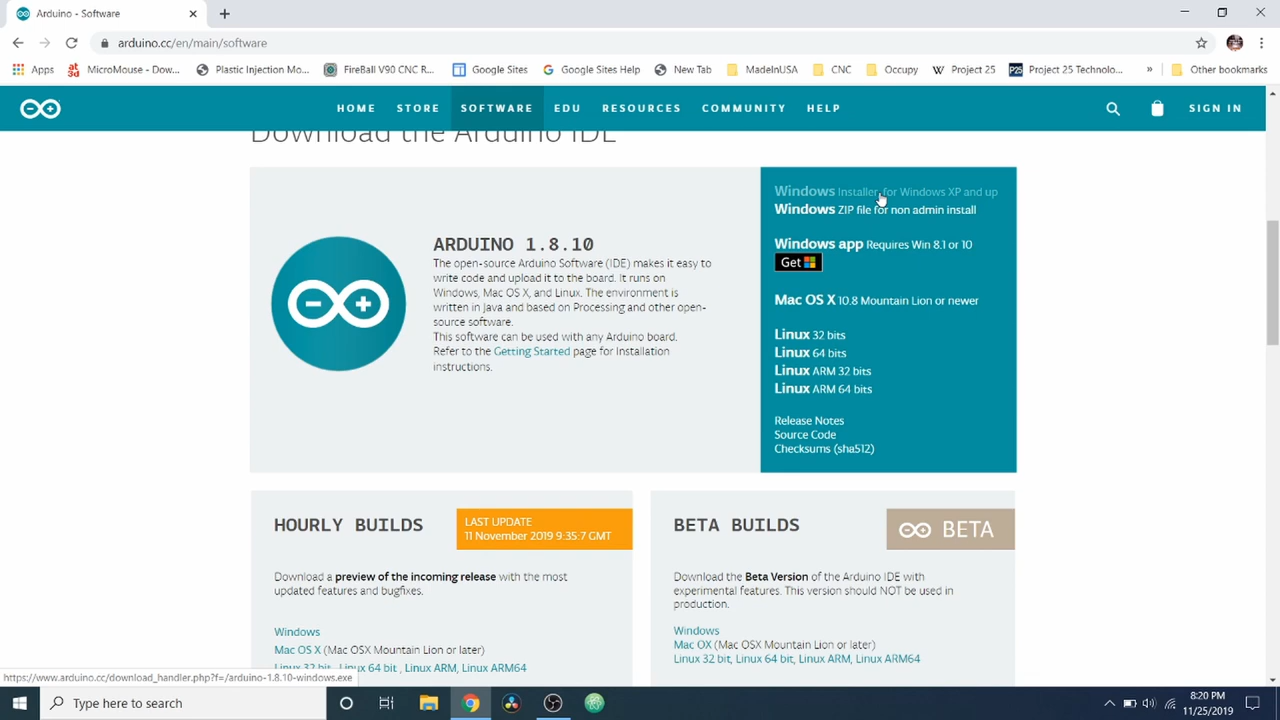 Arduino - Software
arduino.cc/en/main/software
Apps
MicroMouse - Dow...
Plastic Injection Mo...
FireBall V90 CNC R...
Google Sites
Google Sites Help
New Tab
MadeInUSA
CNC
Occupy
Project 25
Project 25 Technolo...
»
Other bookmarks
HOME
STORE
SOFTWARE
EDU
RESOURCES
COMMUNITY
HELP
SIGN IN
Download the Arduino IDE
ARDUINO 1.8.10
The open-source Arduino Software (IDE) makes it easy to
write code and upload it to the board. It runs on
Windows, Mac OS X, and Linux. The environment is
written in Java and based on Processing and other open-
source software.
This software can be used with any Arduino board.
Refer to the Getting Started page for Installation
instructions.
Windows Installer for Windows XP and up
Windows ZIP file for non admin install
Windows app Requires Win 8.1 or 10
Get
Mac OS X 10.8 Mountain Lion or newer
Linux 32 bits
Linux 64 bits
Linux ARM 32 bits
Linux ARM 64 bits
Release Notes
Source Code
Checksums (sha512)
HOURLY BUILDS
LAST UPDATE
11 November 2019 9:35:7 GMT
Download a preview of the incoming release with the most
updated features and bugfixes.
Windows
Mac OS X (Mac OSX Mountain Lion or later)
Linux 32 bit, Linux 64 bit , Linux ARM, Linux ARM64
BETA BUILDS
BETA
Download the Beta Version of the Arduino IDE with
experimental features. This version should NOT be used in
production.
Windows
Mac OX (Mac OSX Mountain Lion or later)
Linux 32 bit, Linux 64 bit, Linux ARM, Linux ARM64
https://www.arduino.cc/download_handler.php?f=/arduino-1.8.10-windows.exe
Type here to search
8:20 PM
11/25/2019